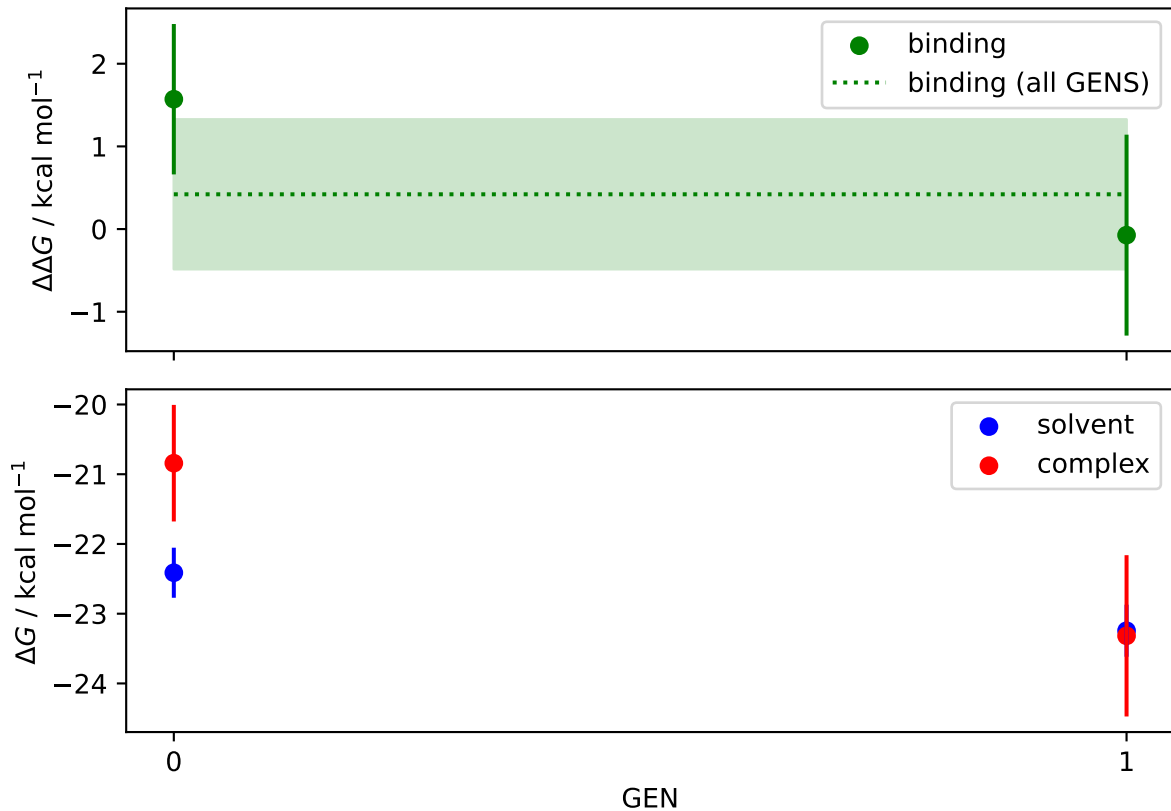 ΔΔG / kcal mol⁻¹
2
1
0
−1
binding
binding (all GENS)
ΔG / kcal mol⁻¹
−20
−21
−22
−23
−24
solvent
complex
0
1
GEN